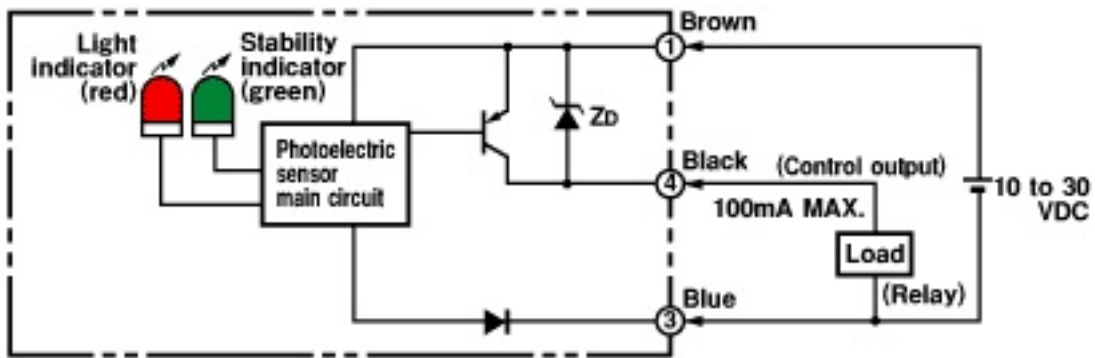 Light
indicator
(red)
Stability
indicator
(green)
Photoelectric
sensor
main circuit
ZD
1
Brown
4
Black
(Control output)
100mA MAX.
Load
(Relay)
10 to 30
VDC
3
Blue